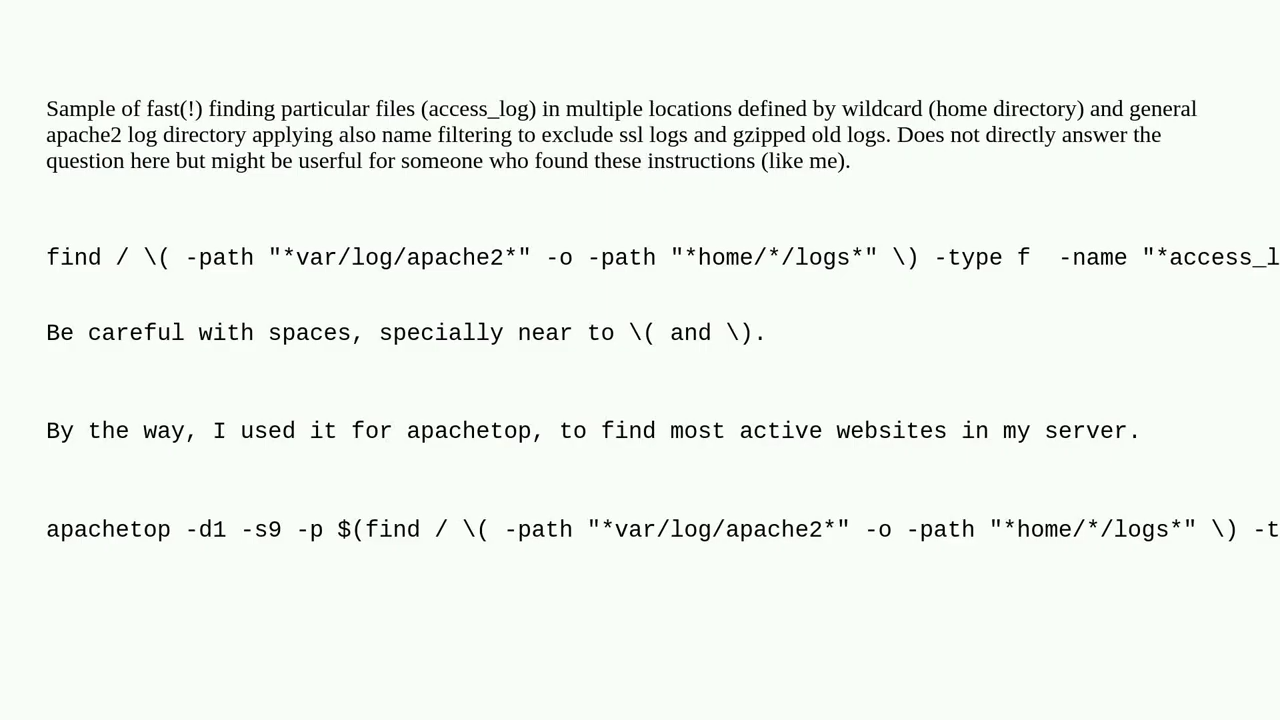 Sample of fast(!) finding particular files (access_log) in multiple locations defined by wildcard (home directory) and general
apache2 log directory applying also name filtering to exclude ssl logs and gzipped old logs. Does not directly answer the
question here but might be userful for someone who found these instructions (like me).
find / \( -path "*var/log/apache2*" -o -path "*home/*/logs*" \) -type f  -name "*access_l
Be careful with spaces, specially near to \( and \).
By the way, I used it for apachetop, to find most active websites in my server.
apachetop -d1 -s9 -p $(find / \( -path "*var/log/apache2*" -o -path "*home/*/logs*" \) -t